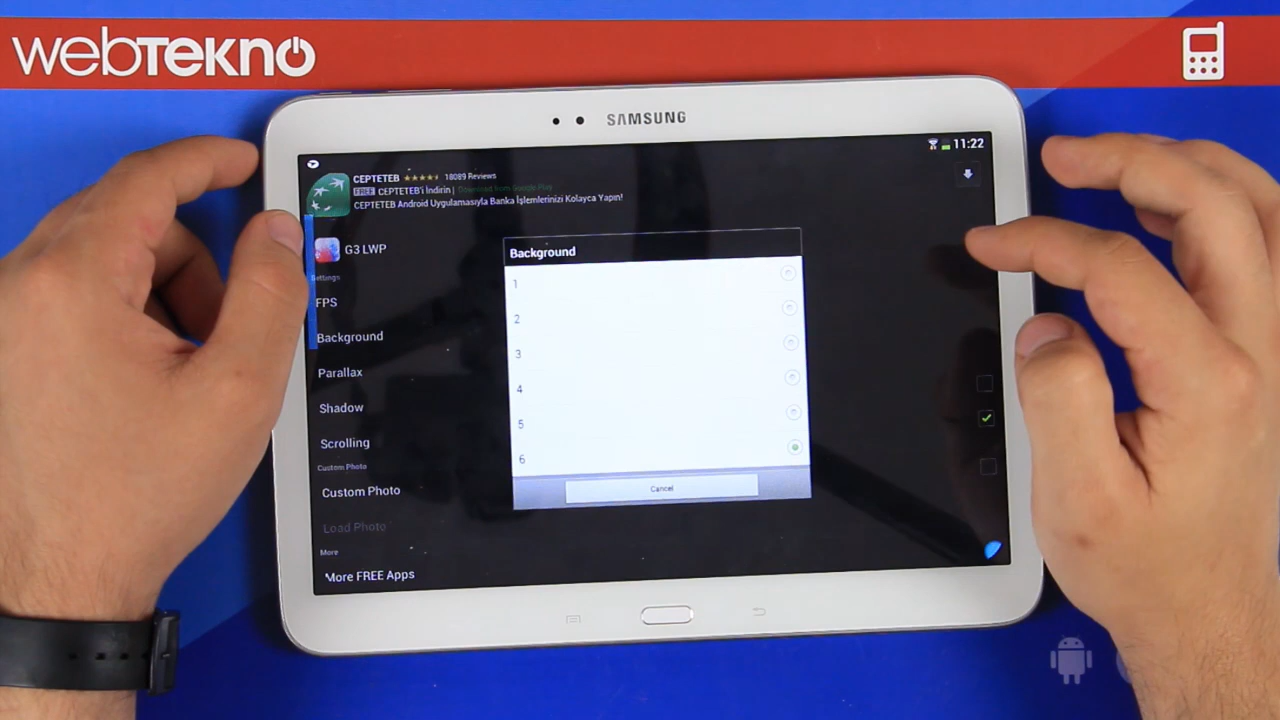 webtekno
SAMSUNG
11:22
CEPTETEB 18089 Reviews
FREE CEPTETEB'i İndirin | Download from Google Play
CEPTETEB Android Uygulamasıyla Banka İşlemlerinizi Kolayca Yapın!
G3 LWP
Settings
FPS
Background
Parallax
Shadow
Scrolling
Custom Photo
Custom Photo
Load Photo
More
More FREE Apps
Background
1
2
3
4
5
6
Cancel